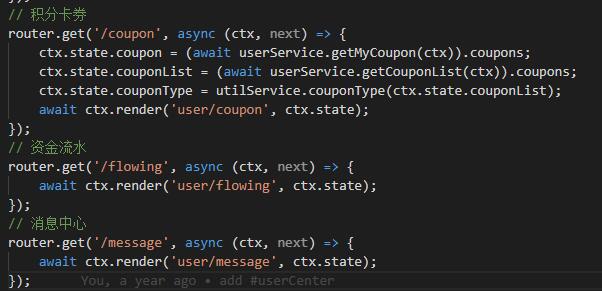 // 积分卡券
router.get('/coupon', async (ctx, next) => {
    ctx.state.coupon = (await userService.getMyCoupon(ctx)).coupons;
    ctx.state.couponList = (await userService.getCouponList(ctx)).coupons;
    ctx.state.couponType = utilService.couponType(ctx.state.couponList);
    await ctx.render('user/coupon', ctx.state);
});
// 资金流水
router.get('/flowing', async (ctx, next) => {
    await ctx.render('user/flowing', ctx.state);
});
// 消息中心
router.get('/message', async (ctx, next) => {
    await ctx.render('user/message', ctx.state);
});      You, a year ago • add #userCenter